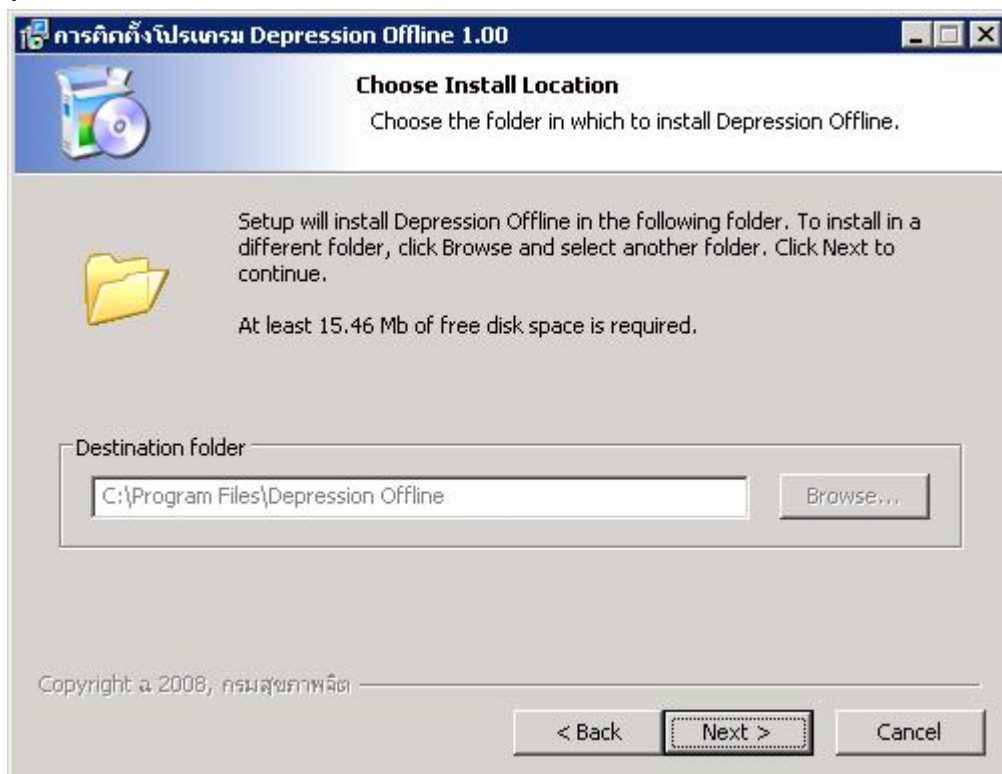 การติดตั้งโปรแกรม Depression Offline 1.00
Choose Install Location
Choose the folder in which to install Depression Offline.
Setup will install Depression Offline in the following folder. To install in a
different folder, click Browse and select another folder. Click Next to
continue.
At least 15.46 Mb of free disk space is required.
Destination folder
C:\Program Files\Depression Offline
Browse...
Copyright ฉ 2008, กรมสุขภาพจิต
< Back
Next >
Cancel